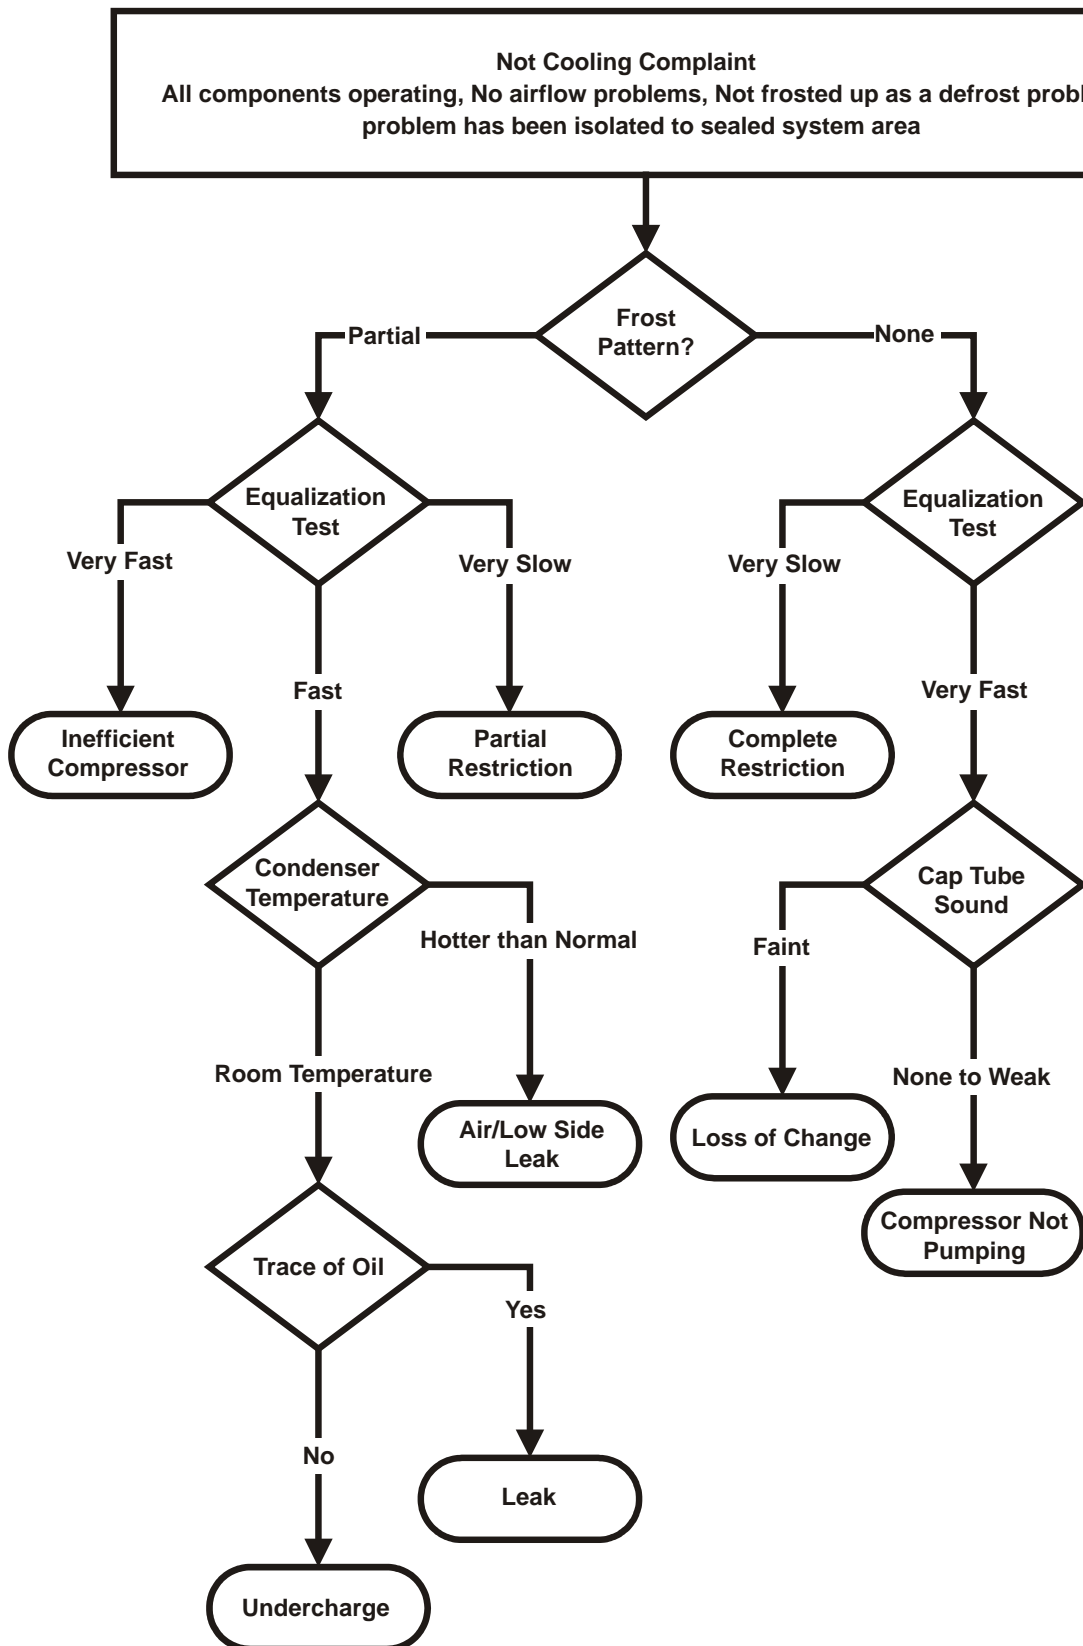 Not Cooling Complaint
All components operating, No airflow problems, Not frosted up as a defrost probl
problem has been isolated to sealed system area
Frost
Pattern?
Partial
None
Equalization
Test
Equalization
Test
Very Fast
Very Slow
Very Slow
Fast
Very Fast
Inefficient
Compressor
Partial
Restriction
Complete
Restriction
Condenser
Temperature
Cap Tube
Sound
Hotter than Normal
Faint
Room Temperature
None to Weak
Air/Low Side
Leak
Loss of Change
Compressor Not
Pumping
Trace of Oil
Yes
No
Leak
Undercharge